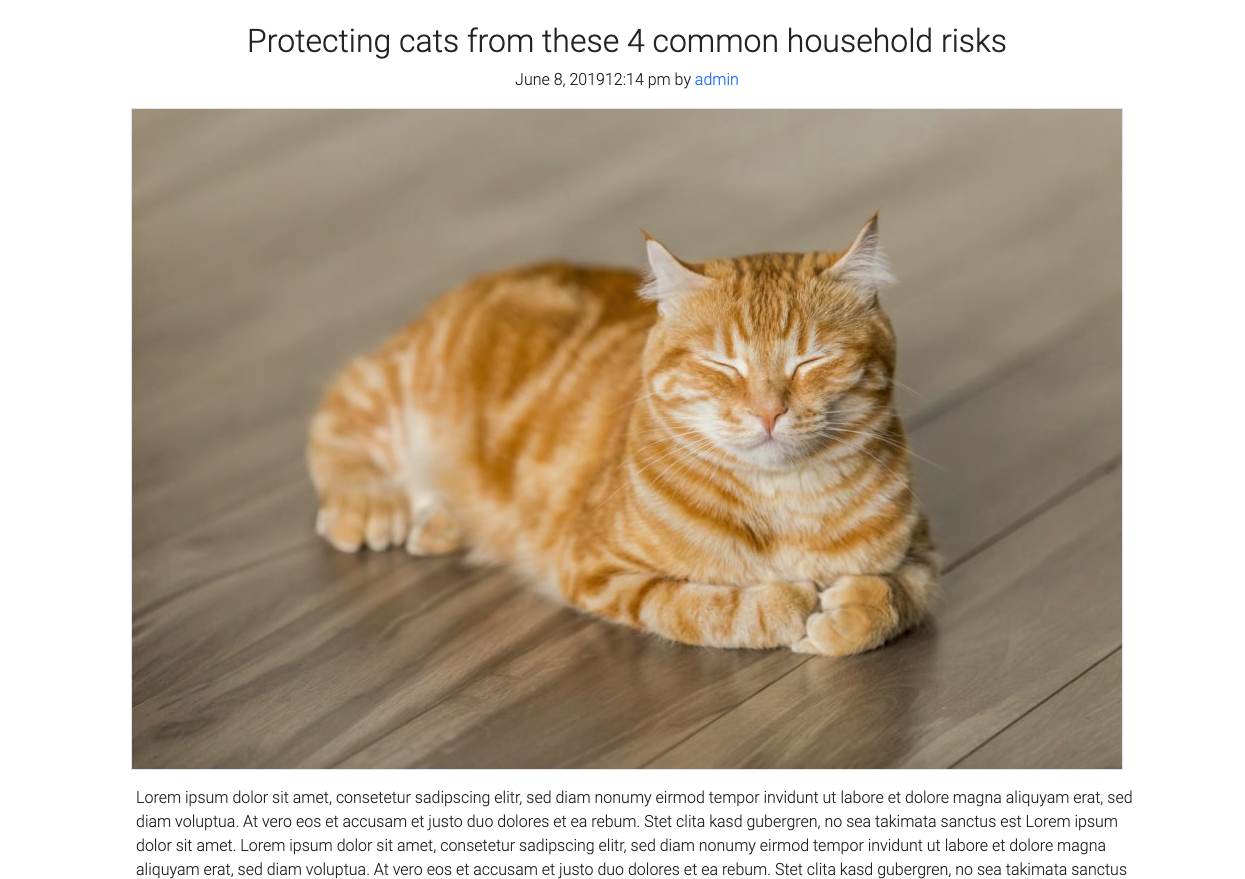 Protecting cats from these 4 common household risks
June 8, 201912:14 pm by admin
Lorem ipsum dolor sit amet, consetetur sadipscing elitr, sed diam nonumy eirmod tempor invidunt ut labore et dolore magna aliquyam erat, sed
diam voluptua. At vero eos et accusam et justo duo dolores et ea rebum. Stet clita kasd gubergren, no sea takimata sanctus est Lorem ipsum
dolor sit amet. Lorem ipsum dolor sit amet, consetetur sadipscing elitr, sed diam nonumy eirmod tempor invidunt ut labore et dolore magna
aliquyam erat, sed diam voluptua. At vero eos et accusam et justo duo dolores et ea rebum. Stet clita kasd gubergren, no sea takimata sanctus